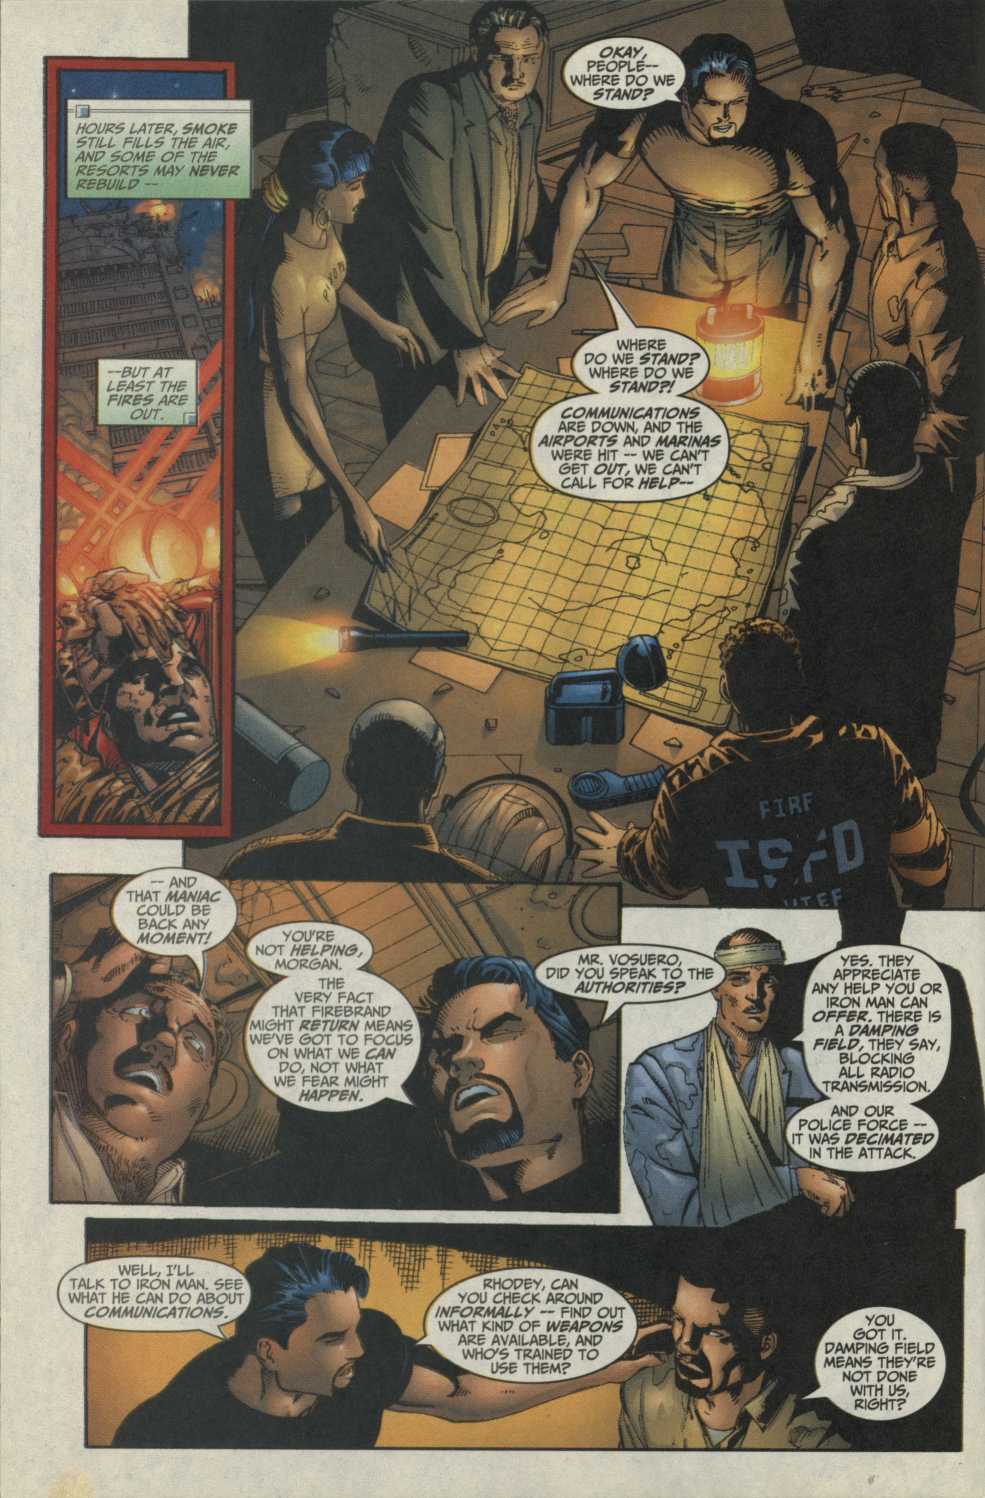 HOURS LATER, SMOKE
STILL FILLS THE AIR,
AND SOME OF THE
RESORTS MAY NEVER
REBUILD --
--BUT AT
LEAST THE
FIRES ARE
OUT.
OKAY,
PEOPLE--
WHERE DO WE
STAND?
WHERE
DO WE STAND?
WHERE DO WE
STAND?!
COMMUNICATIONS
ARE DOWN, AND THE
AIRPORTS AND MARINAS
WERE HIT -- WE CAN'T
GET OUT, WE CAN'T
CALL FOR HELP--
FIRE
-- AND
THAT MANIAC
COULD BE
BACK ANY
MOMENT!
YOU'RE
NOT HELPING,
MORGAN.
THE
VERY FACT
THAT FIREBRAND
MIGHT RETURN MEANS
WE'VE GOT TO FOCUS
ON WHAT WE CAN
DO, NOT WHAT
WE FEAR MIGHT
HAPPEN.
MR. VOSUERO,
DID YOU SPEAK TO THE
AUTHORITIES?
YES. THEY
APPRECIATE
ANY HELP YOU OR
IRON MAN CAN
OFFER. THERE IS
A DAMPING
FIELD, THEY SAY,
BLOCKING
ALL RADIO
TRANSMISSION.
AND OUR
POLICE FORCE --
IT WAS DECIMATED
IN THE ATTACK.
WELL, I'LL
TALK TO IRON MAN. SEE
WHAT HE CAN DO ABOUT
COMMUNICATIONS.
RHODEY, CAN
YOU CHECK AROUND
INFORMALLY -- FIND OUT
WHAT KIND OF WEAPONS
ARE AVAILABLE, AND
WHO'S TRAINED TO
USE THEM?
YOU
GOT IT.
DAMPING FIELD
MEANS THEY'RE
NOT DONE
WITH US,
RIGHT?